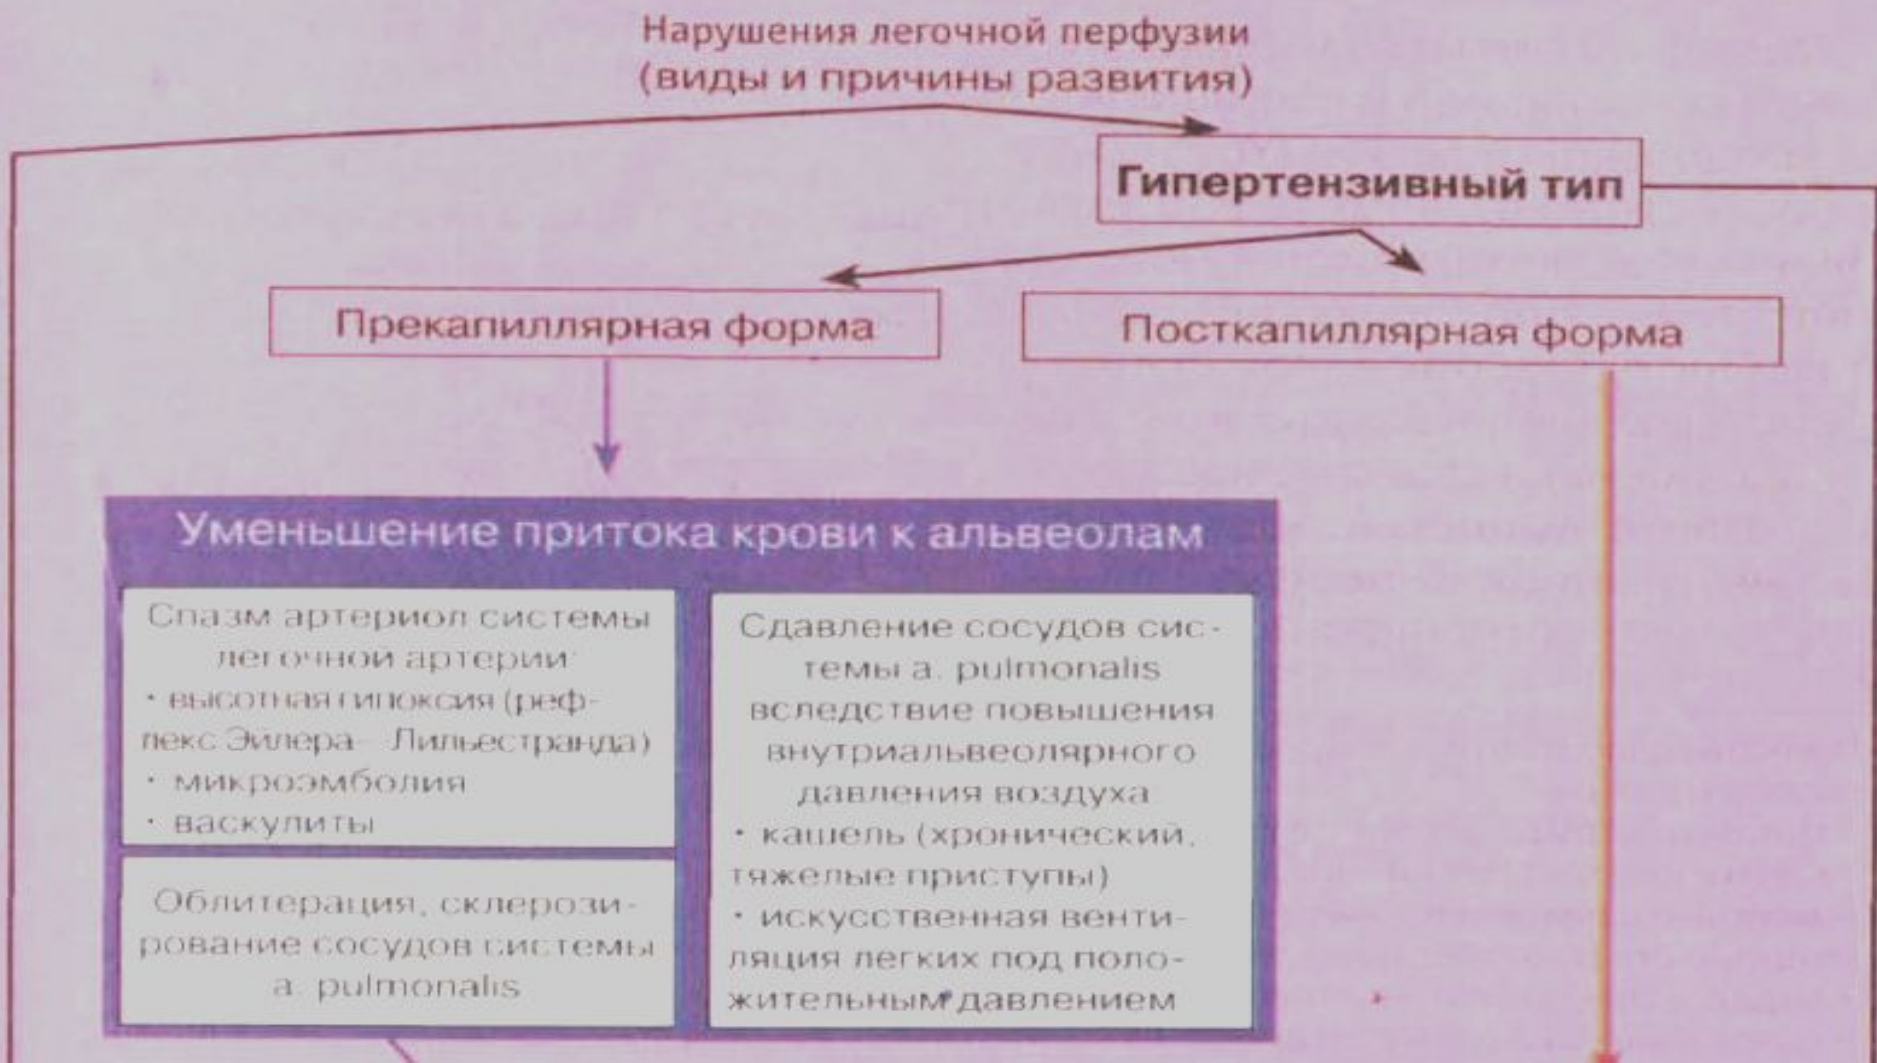 Нарушения легочной перфузии
(виды и причины развития)
Гипертензивный тип
Прекапиллярная форма
Посткапиллярная форма
Уменьшение притока крови к альвеолам
Спазм артериол системы
легочной артерии:
· высотная гипоксия (реф-
лекс Эйлера– Лильестранда)
· микроэмболия
· васкулиты
Облитерация, склерози-
рование сосудов системы
a. pulmonalis
Сдавление сосудов сис-
темы a. pulmonalis
вследствие повышения
внутриальвеолярного
давления воздуха
· кашель (хронический,
тяжелые приступы)
· искусственная венти-
ляция легких под поло-
жительным давлением